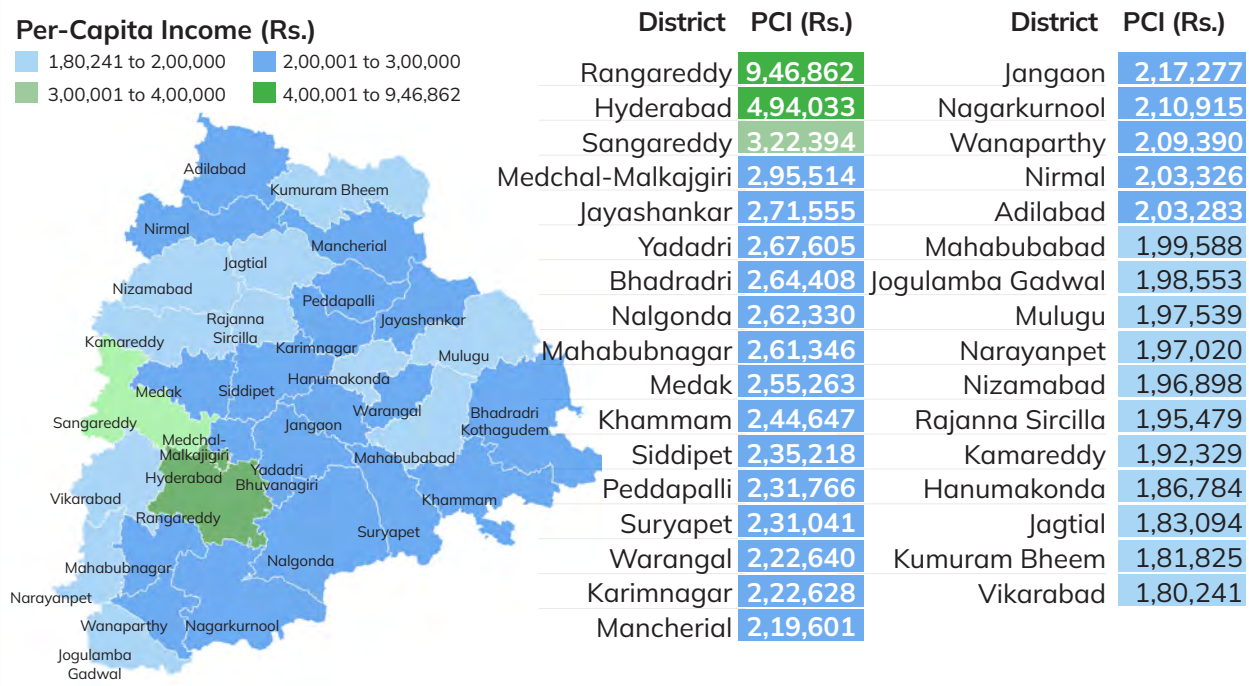 Per-Capita Income (Rs.)
1,80,241 to 2,00,000
2,00,001 to 3,00,000
3,00,001 to 4,00,000
4,00,001 to 9,46,862
Adilabad
Kumuram Bheem
Nirmal
Mancherial
Jagtial
Nizamabad
Peddapalli
Rajanna
Sircilla
Jayashankar
Kamareddy
Karimnagar
Mulugu
Hanumakonda
Medak
Siddipet
Warangal
Bhadradri
Kothagudem
Sangareddy
Jangaon
Medchal-
Malkajigiri
Mahabubabad
Hyderabad
Yadadri
Bhuvanagiri
Vikarabad
Khammam
Rangareddy
Suryapet
Mahabubnagar
Nalgonda
Narayanpet
Wanaparthy
Nagarkurnool
Jogulamba
Gadwal
District PCI (Rs.)
Rangareddy 9,46,862
Hyderabad 4,94,033
Sangareddy 3,22,394
Medchal-Malkajgiri 2,95,514
Jayashankar 2,71,555
Yadadri 2,67,605
Bhadradri 2,64,408
Nalgonda 2,62,330
Mahabubnagar 2,61,346
Medak 2,55,263
Khammam 2,44,647
Siddipet 2,35,218
Peddapalli 2,31,766
Suryapet 2,31,041
Warangal 2,22,640
Karimnagar 2,22,628
Mancherial 2,19,601
District PCI (Rs.)
Jangaon 2,17,277
Nagarkurnool 2,10,915
Wanaparthy 2,09,390
Nirmal 2,03,326
Adilabad 2,03,283
Mahabubabad 1,99,588
Jogulamba Gadwal 1,98,553
Mulugu 1,97,539
Narayanpet 1,97,020
Nizamabad 1,96,898
Rajanna Sircilla 1,95,479
Kamareddy 1,92,329
Hanumakonda 1,86,784
Jagtial 1,83,094
Kumuram Bheem 1,81,825
Vikarabad 1,80,241